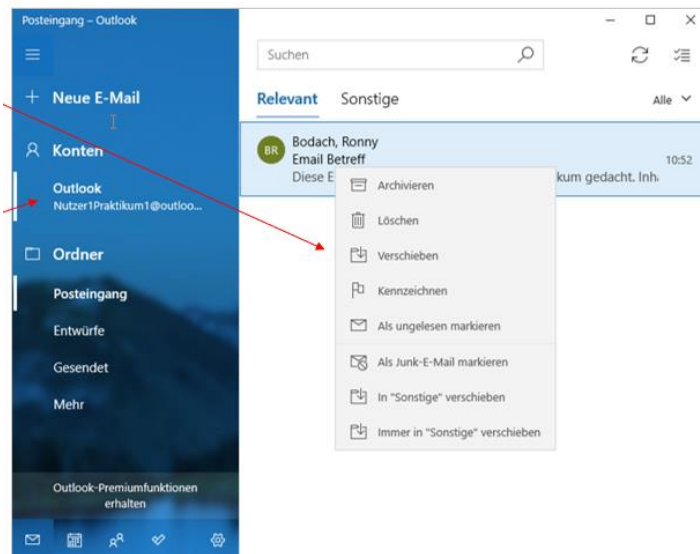 Posteingang – Outlook
Suchen
+ Neue E-Mail
Relevant Sonstige
Alle
Konten
BR
Bodach, Ronny
Email Betreff
10:52
Diese E
kum gedacht. Inh
Outlook
Nutzer1Praktikum1@outloo...
Archivieren
Löschen
Ordner
Verschieben
Posteingang
Kennzeichnen
Entwürfe
Als ungelesen markieren
Gesendet
Als Junk-E-Mail markieren
Mehr
In "Sonstige" verschieben
Immer in "Sonstige" verschieben
Outlook-Premiumfunktionen
erhalten